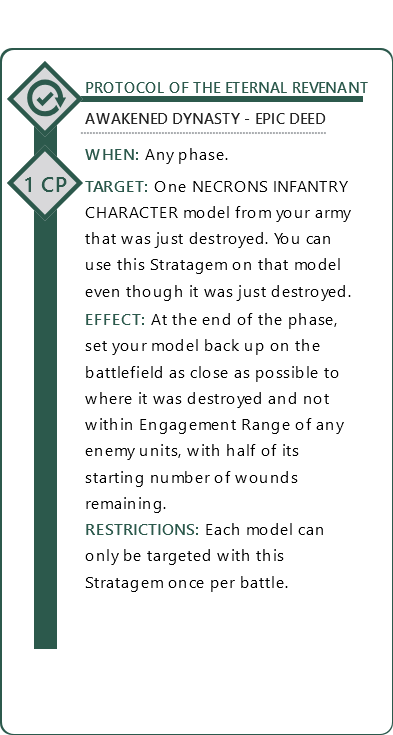 PROTOCOL OF THE ETERNAL REVENANT
AWAKENED DYNASTY - EPIC DEED
WHEN: Any phase.
1 CP
TARGET: One NECRONS INFANTRY
CHARACTER model from your army
that was just destroyed. You can
use this Stratagem on that model
even though it was just destroyed.
EFFECT: At the end of the phase,
set your model back up on the
battlefield as close as possible to
where it was destroyed and not
within Engagement Range of any
enemy units, with half of its
starting number of wounds
remaining.
RESTRICTIONS: Each model can
only be targeted with this
Stratagem once per battle.